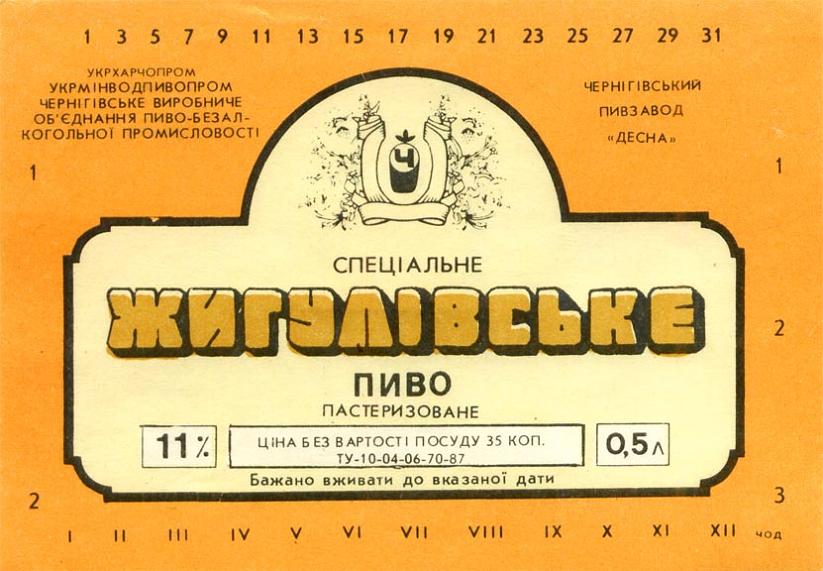 1 3 5 7 9 11 13 15 17 19 21 23 25 27 29 31
УКРХАРЧОПРОМ
УКРМІНВОДПИВОПРОМ
ЧЕРНІГІВСЬКЕ ВИРОБНИЧЕ
ОБ'ЄДНАННЯ ПИВО-БЕЗАЛ-
КОГОЛЬНОЇ ПРОМИСЛОВОСТІ
ЧЕРНІГІВСЬКИЙ
ПИВЗАВОД
«ДЕСНА»
1
1
Ч
СПЕЦІАЛЬНЕ
ЖИГУЛІВСЬКЕ
2
ПИВО
ПАСТЕРИЗОВАНЕ
11%
ЦІНА БЕЗ ВАРТОСТІ ПОСУДУ 35 КОП.
ТУ-10-04-06-70-87
0,5л
Бажано вживати до вказаної дати
2
3
I II III IV V VI VII VIII IX X XI XII чод